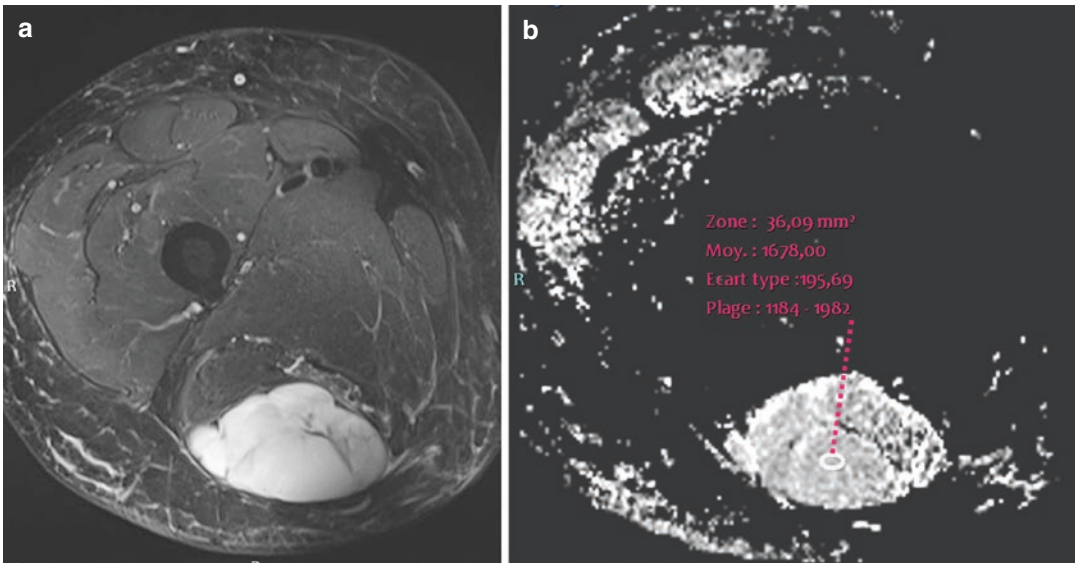 a
b
R
R
Zone : 36,09 mm²
Moy. : 1678,00
Ecart type :195,69
Plage : 1184 - 1982